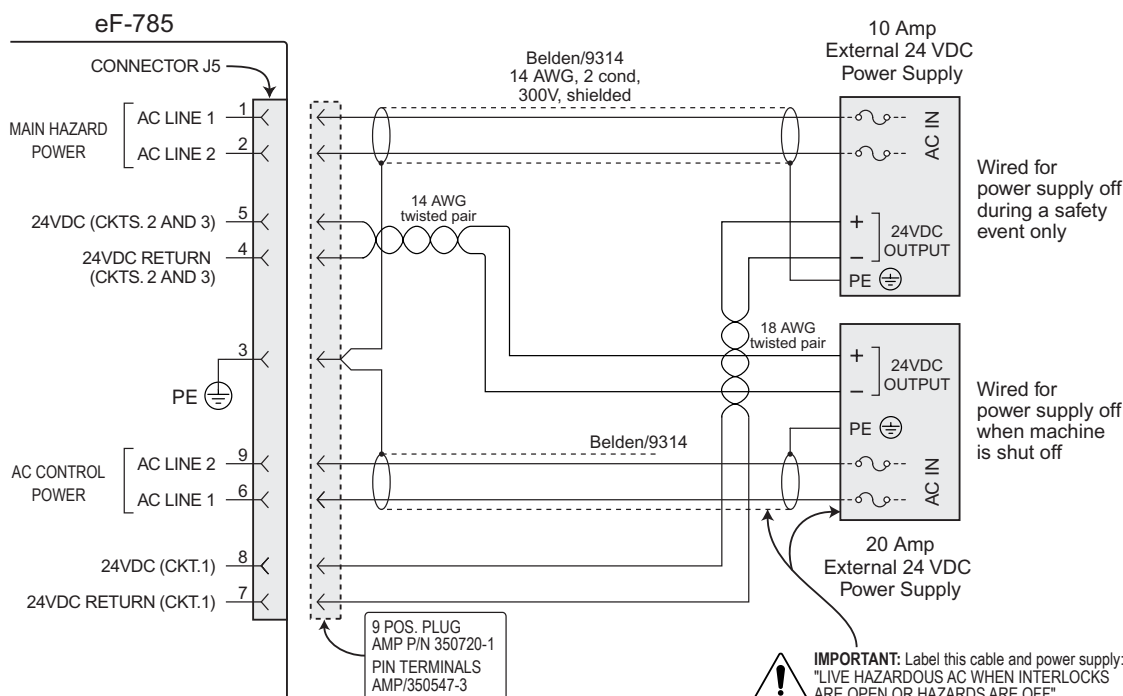 eF-785
CONNECTOR J5
MAIN HAZARD
POWER
AC LINE 1
1
AC LINE 2
2
24VDC (CKTS. 2 AND 3)
5
24VDC RETURN
(CKTS. 2 AND 3)
4
3
PE
AC CONTROL
POWER
AC LINE 2
9
AC LINE 1
6
24VDC (CKT.1)
8
24VDC RETURN (CKT.1)
7
9 POS. PLUG
AMP P/N 350720-1
PIN TERMINALS
AMP/350547-3
Belden/9314
14 AWG, 2 cond,
300V, shielded
14 AWG
twisted pair
18 AWG
twisted pair
Belden/9314
10 Amp
External 24 VDC
Power Supply
AC IN
+
–
24VDC
OUTPUT
PE
Wired for
power supply off
during a safety
event only
+
–
24VDC
OUTPUT
PE
AC IN
Wired for
power supply off
when machine
is shut off
20 Amp
External 24 VDC
Power Supply
!
IMPORTANT: Label this cable and power supply:
"LIVE HAZARDOUS AC WHEN INTERLOCKS
ARE OPEN OR HAZARDS ARE OFF"